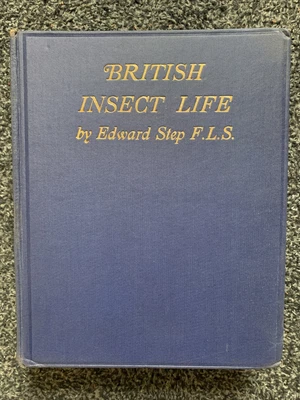 BRITISH
INSECT LIFE
by Edward Step F.L.S.